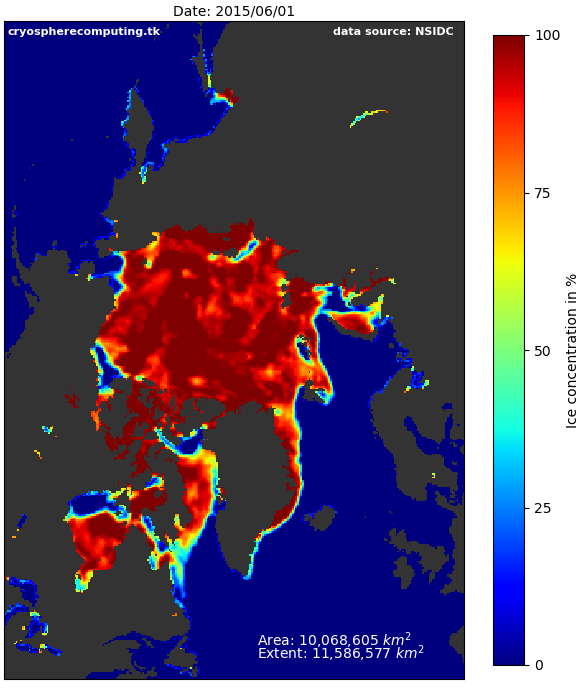 Date: 2015/06/01
cryospherecomputing.tk data source: NSIDC
100
75
50
25
0
Ice concentration in %
Area: 10,068,605 km²
Extent: 11,586,577 km²